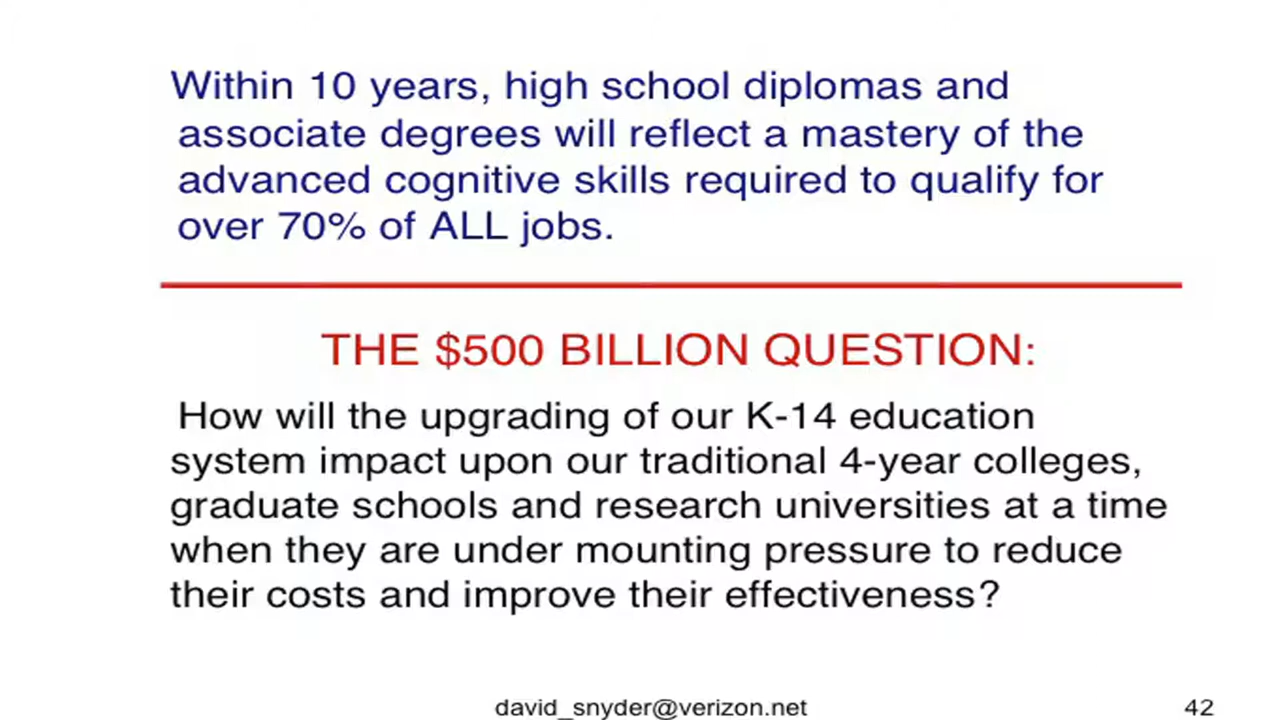 Within 10 years, high school diplomas and
associate degrees will reflect a mastery of the
advanced cognitive skills required to qualify for
over 70% of ALL jobs.
THE $500 BILLION QUESTION:
How will the upgrading of our K-14 education
system impact upon our traditional 4-year colleges,
graduate schools and research universities at a time
when they are under mounting pressure to reduce
their costs and improve their effectiveness?
david_snyder@verizon.net
42